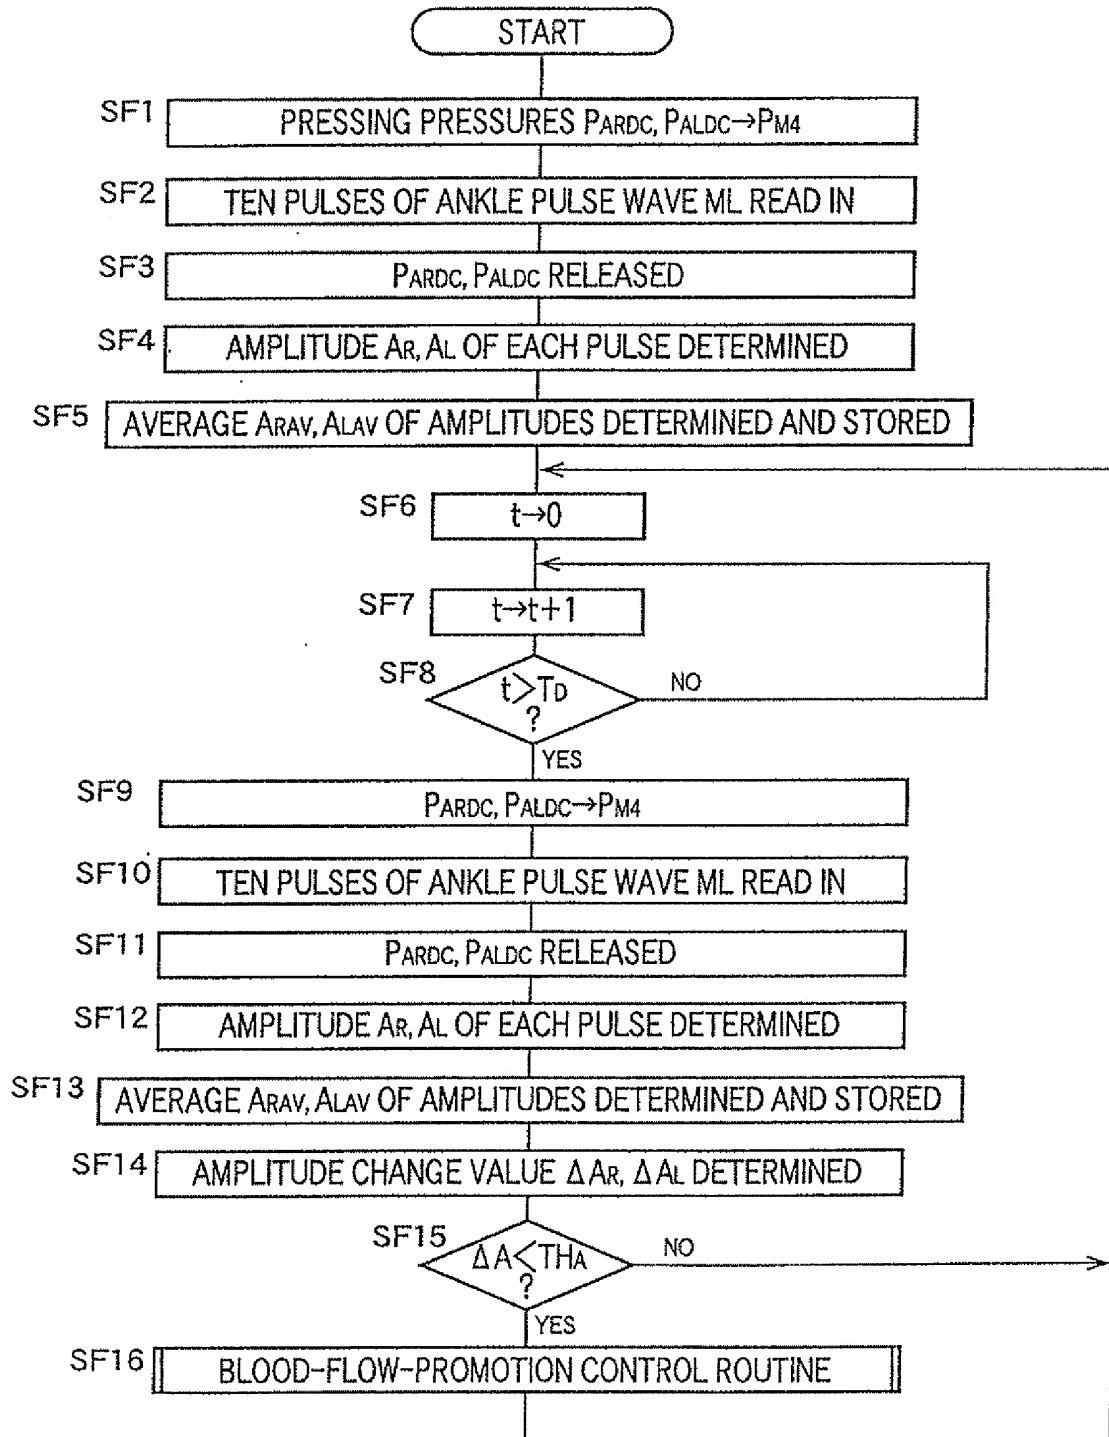 START
SF1 PRESSING PRESSURES PARDC, PALDC→PM4
SF2 TEN PULSES OF ANKLE PULSE WAVE ML READ IN
SF3 PARDC, PALDC RELEASED
SF4 AMPLITUDE AR, AL OF EACH PULSE DETERMINED
SF5 AVERAGE ARAV, ALAV OF AMPLITUDES DETERMINED AND STORED
SF6 t→0
SF7 t→t+1
SF8 t>TD ? NO
YES
SF9 PARDC, PALDC→PM4
SF10 TEN PULSES OF ANKLE PULSE WAVE ML READ IN
SF11 PARDC, PALDC RELEASED
SF12 AMPLITUDE AR, AL OF EACH PULSE DETERMINED
SF13 AVERAGE ARAV, ALAV OF AMPLITUDES DETERMINED AND STORED
SF14 AMPLITUDE CHANGE VALUE ΔAR, ΔAL DETERMINED
SF15 ΔA<THA ? NO
YES
SF16 BLOOD-FLOW-PROMOTION CONTROL ROUTINE